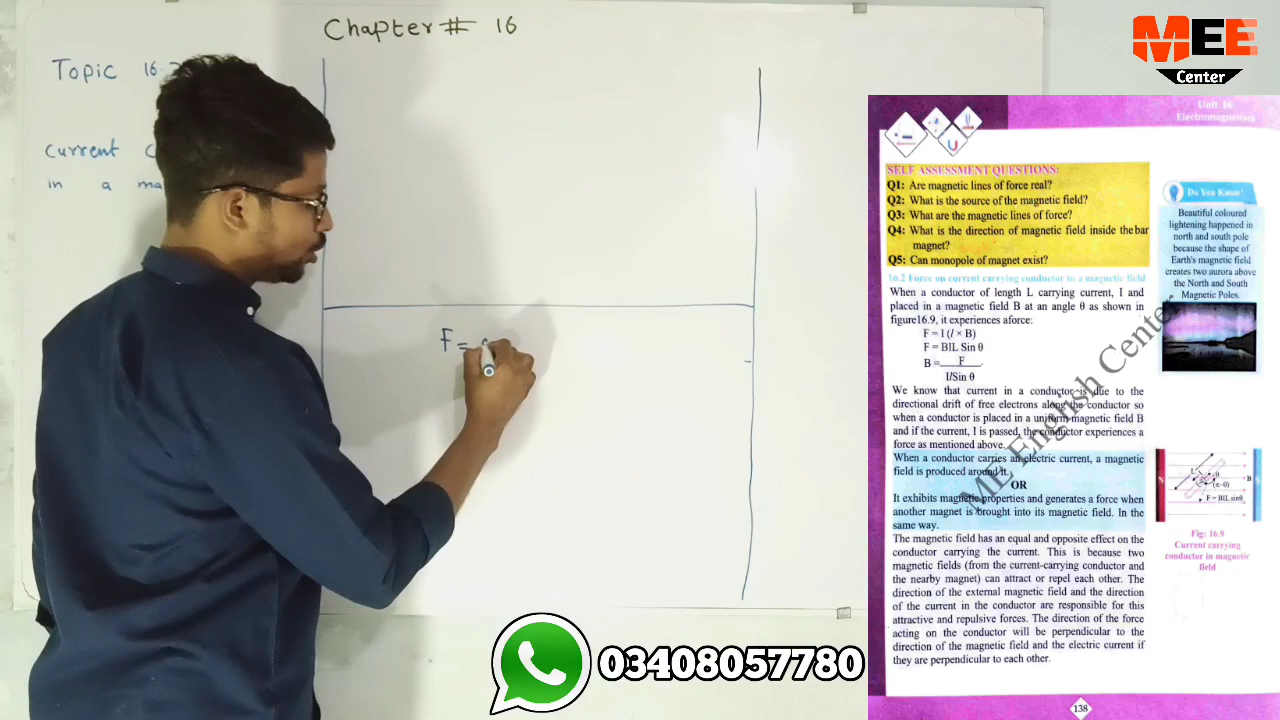 Chapter # 16
Topic 16.2
current
in a
F =
MEE
Center
Unit 16
Electromagnetism
SELF ASSESSMENT QUESTIONS:
Q1: Are magnetic lines of force real?
Q2: What is the source of the magnetic field?
Q3: What are the magnetic lines of force?
Q4: What is the direction of magnetic field inside the bar
magnet?
Q5: Can monopole of magnet exist?
16.2 Force on current carrying conductor in a magnetic field
When a conductor of length L carrying current, I and
placed in a magnetic field B at an angle θ as shown in
figure16.9, it experiences aforce:
F = I (l × B)
F = BIL Sin θ
B = F
IlSin θ
We know that current in a conductor is due to the
directional drift of free electrons along the conductor so
when a conductor is placed in a uniform magnetic field B
and if the current, I is passed, the conductor experiences a
force as mentioned above.
When a conductor carries an electric current, a magnetic
field is produced around it.
OR
It exhibits magnetic properties and generates a force when
another magnet is brought into its magnetic field. In the
same way.
The magnetic field has an equal and opposite effect on the
conductor carrying the current. This is because two
magnetic fields (from the current-carrying conductor and
the nearby magnet) can attract or repel each other. The
direction of the external magnetic field and the direction
of the current in the conductor are responsible for this
attractive and repulsive forces. The direction of the force
acting on the conductor will be perpendicular to the
direction of the magnetic field and the electric current if
they are perpendicular to each other.
Do You Know?
Beautiful coloured
lightening happened in
north and south pole
because the shape of
Earth's magnetic field
creates two aurora above
the North and South
Magnetic Poles.
L
θ
(π-θ)
B
F = BIL sinθ
Fig: 16.9
Current carrying
conductor in magnetic
field
ME English Center
138
03408057780